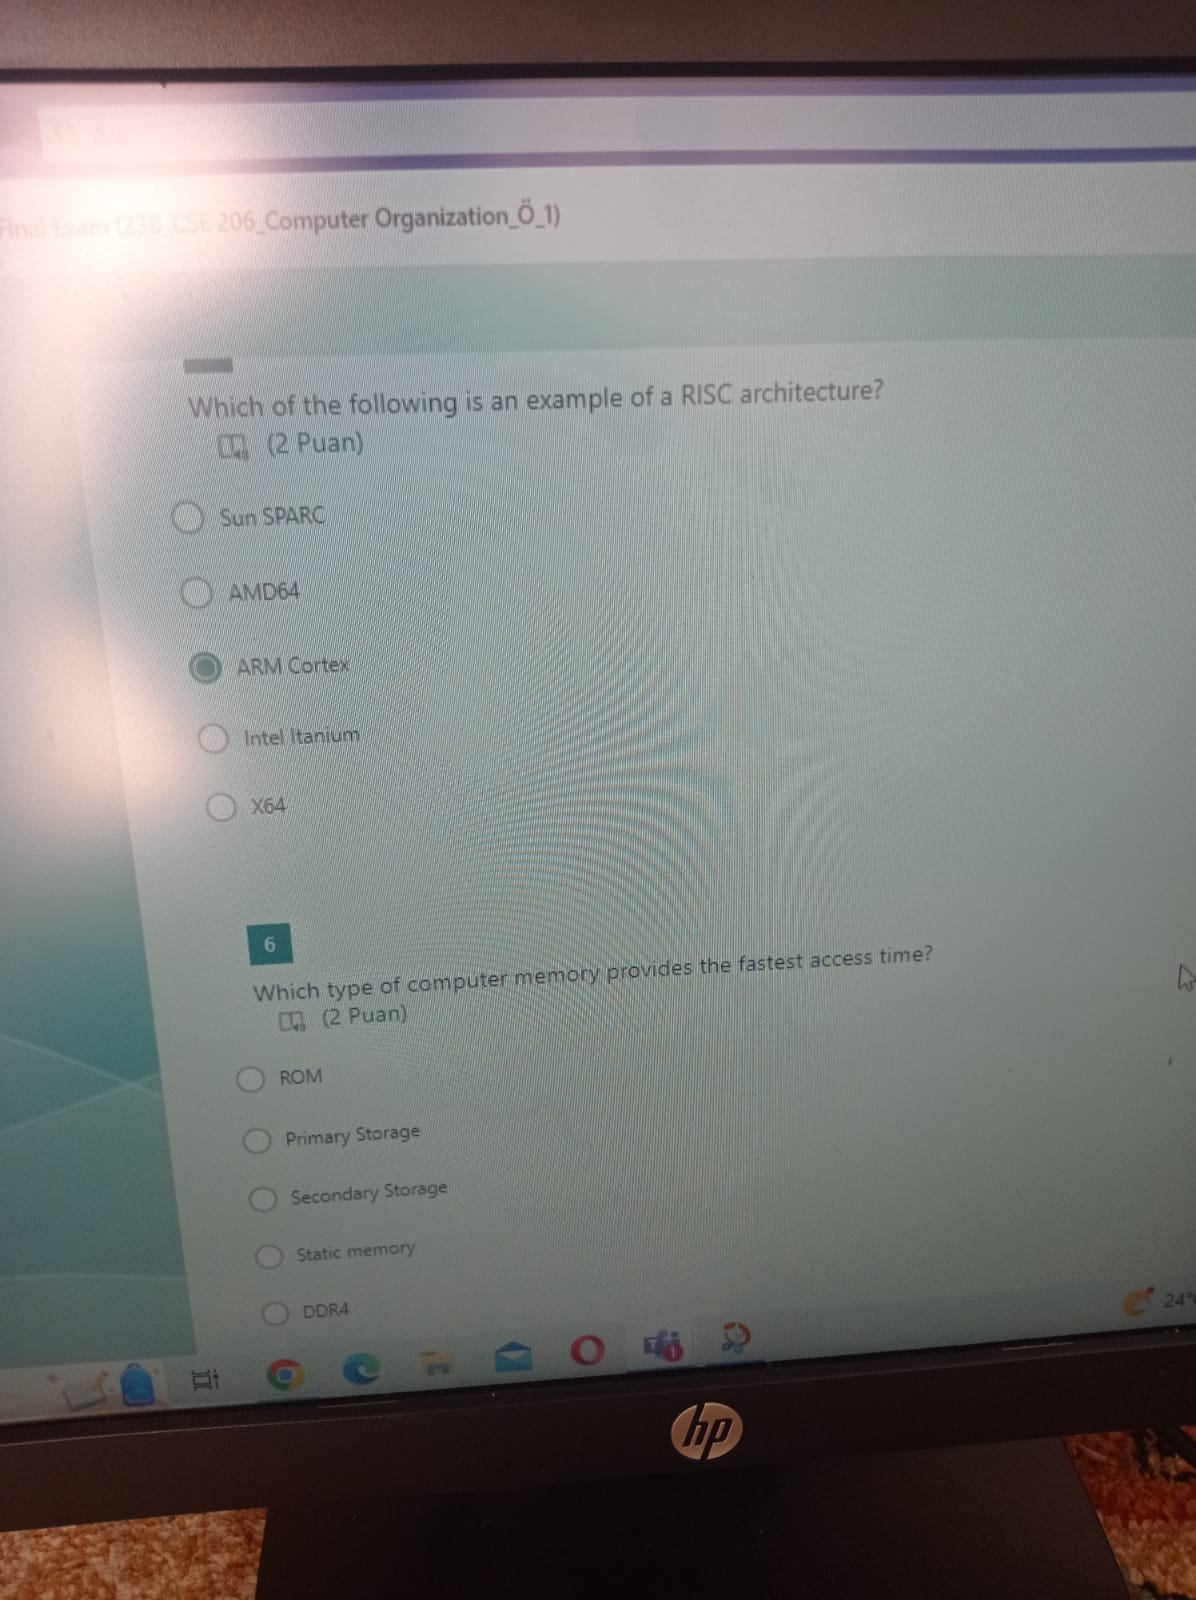 Final Exam (23B_CSE 206_Computer Organization_Ö_1)
Which of the following is an example of a RISC architecture?
(2 Puan)
Sun SPARC
AMD64
ARM Cortex
Intel Itanium
X64
6
Which type of computer memory provides the fastest access time?
(2 Puan)
ROM
Primary Storage
Secondary Storage
Static memory
DDR4
24°
hp